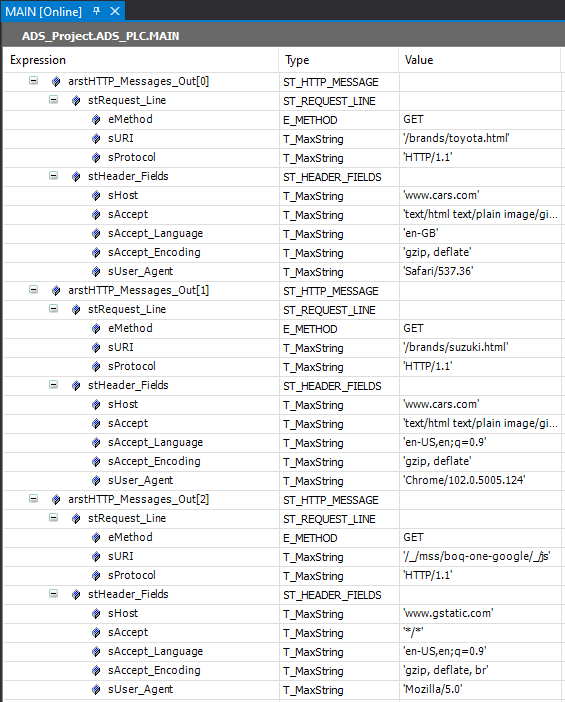 MAIN [Online]
ADS_Project.ADS_PLC.MAIN
Expression Type Value
arstHTTP_Messages_Out[0] ST_HTTP_MESSAGE
stRequest_Line ST_REQUEST_LINE
eMethod E_METHOD GET
sURI T_MaxString '/brands/toyota.html'
sProtocol T_MaxString 'HTTP/1.1'
stHeader_Fields ST_HEADER_FIELDS
sHost T_MaxString 'www.cars.com'
sAccept T_MaxString 'text/html text/plain image/gi...
sAccept_Language T_MaxString 'en-GB'
sAccept_Encoding T_MaxString 'gzip, deflate'
sUser_Agent T_MaxString 'Safari/537.36'
arstHTTP_Messages_Out[1] ST_HTTP_MESSAGE
stRequest_Line ST_REQUEST_LINE
eMethod E_METHOD GET
sURI T_MaxString '/brands/suzuki.html'
sProtocol T_MaxString 'HTTP/1.1'
stHeader_Fields ST_HEADER_FIELDS
sHost T_MaxString 'www.cars.com'
sAccept T_MaxString 'text/html text/plain image/gi...
sAccept_Language T_MaxString 'en-US,en;q=0.9'
sAccept_Encoding T_MaxString 'gzip, deflate'
sUser_Agent T_MaxString 'Chrome/102.0.5005.124'
arstHTTP_Messages_Out[2] ST_HTTP_MESSAGE
stRequest_Line ST_REQUEST_LINE
eMethod E_METHOD GET
sURI T_MaxString '/_/mss/boq-one-google/_/js'
sProtocol T_MaxString 'HTTP/1.1'
stHeader_Fields ST_HEADER_FIELDS
sHost T_MaxString 'www.gstatic.com'
sAccept T_MaxString '*/*'
sAccept_Language T_MaxString 'en-US,en;q=0.9'
sAccept_Encoding T_MaxString 'gzip, deflate, br'
sUser_Agent T_MaxString 'Mozilla/5.0'